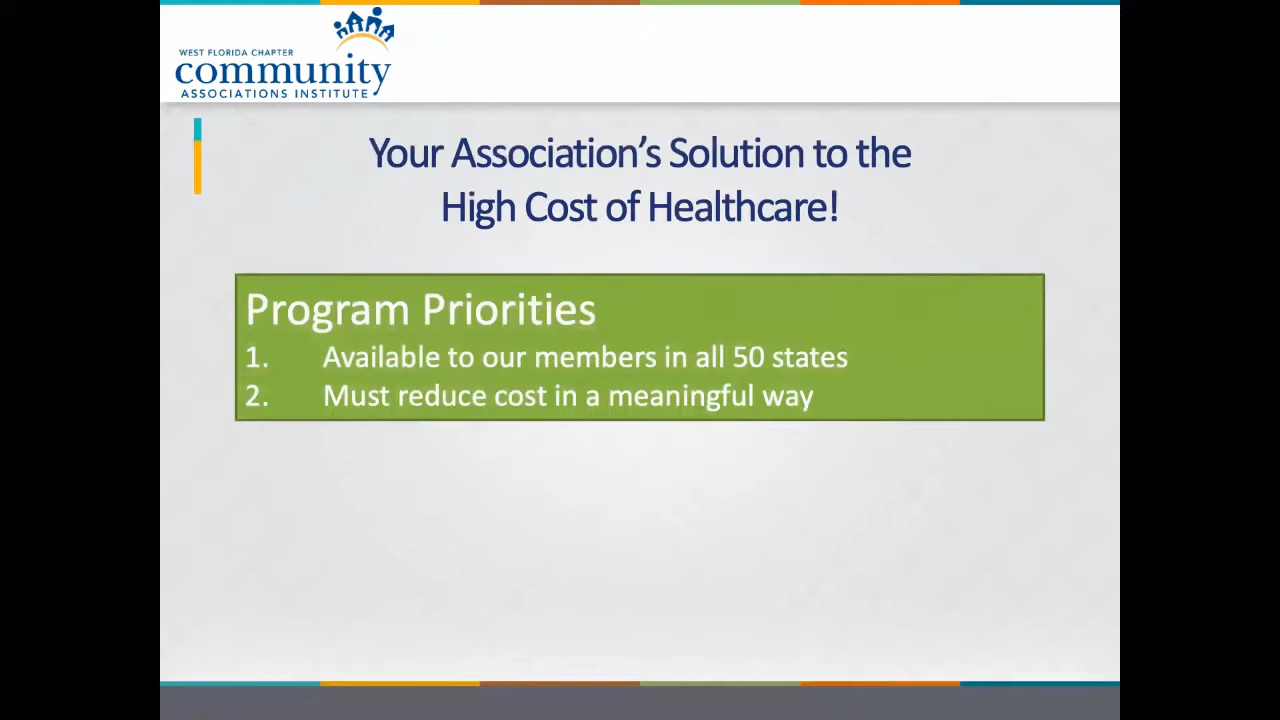 WEST FLORIDA CHAPTER
community
ASSOCIATIONS INSTITUTE
Your Association’s Solution to the
High Cost of Healthcare!
Program Priorities
1. Available to our members in all 50 states
2. Must reduce cost in a meaningful way